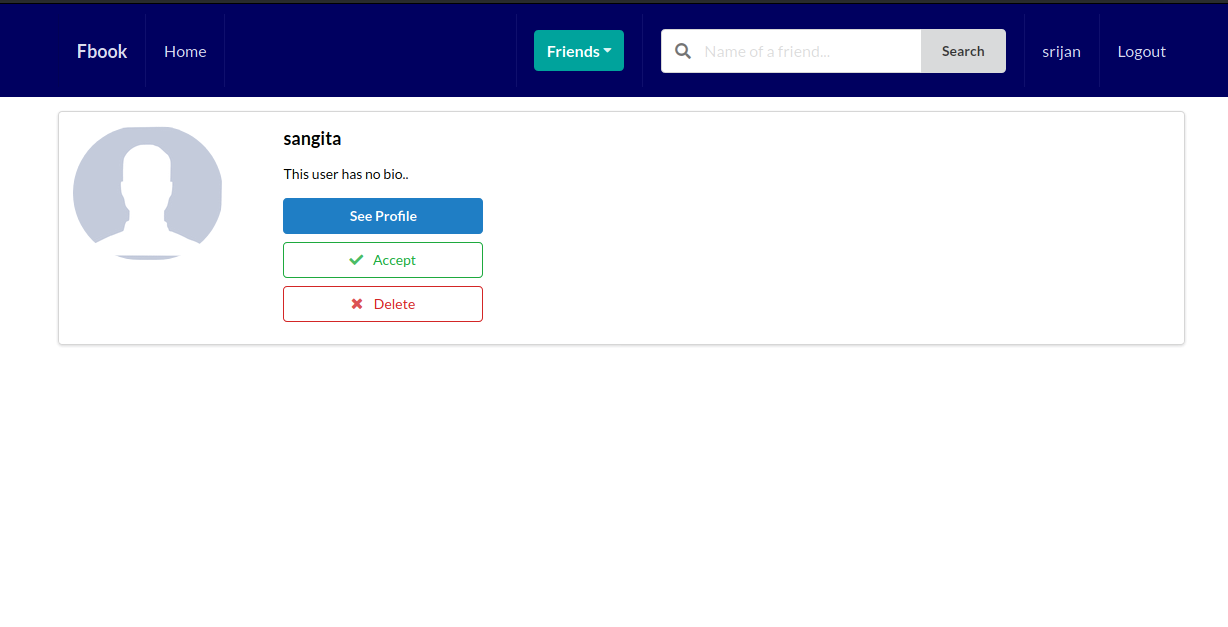 Fbook Home Friends Name of a friend... Search srijan Logout
sangita
This user has no bio..
See Profile
Accept
Delete